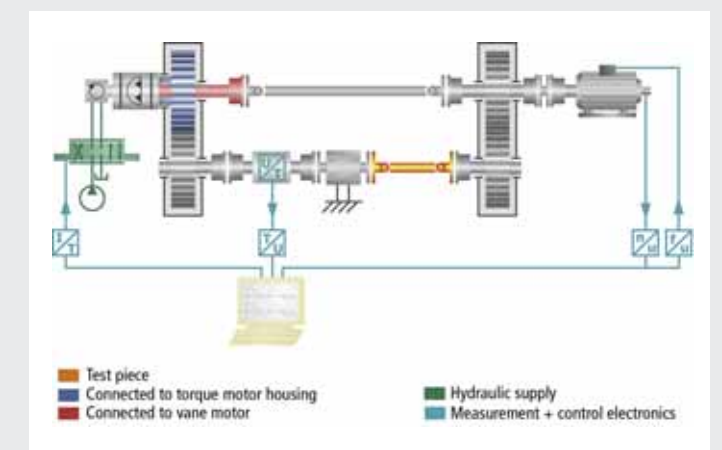 Test piece
Connected to torque motor housing
Connected to vane motor
Hydraulic supply
Measurement + control electronics